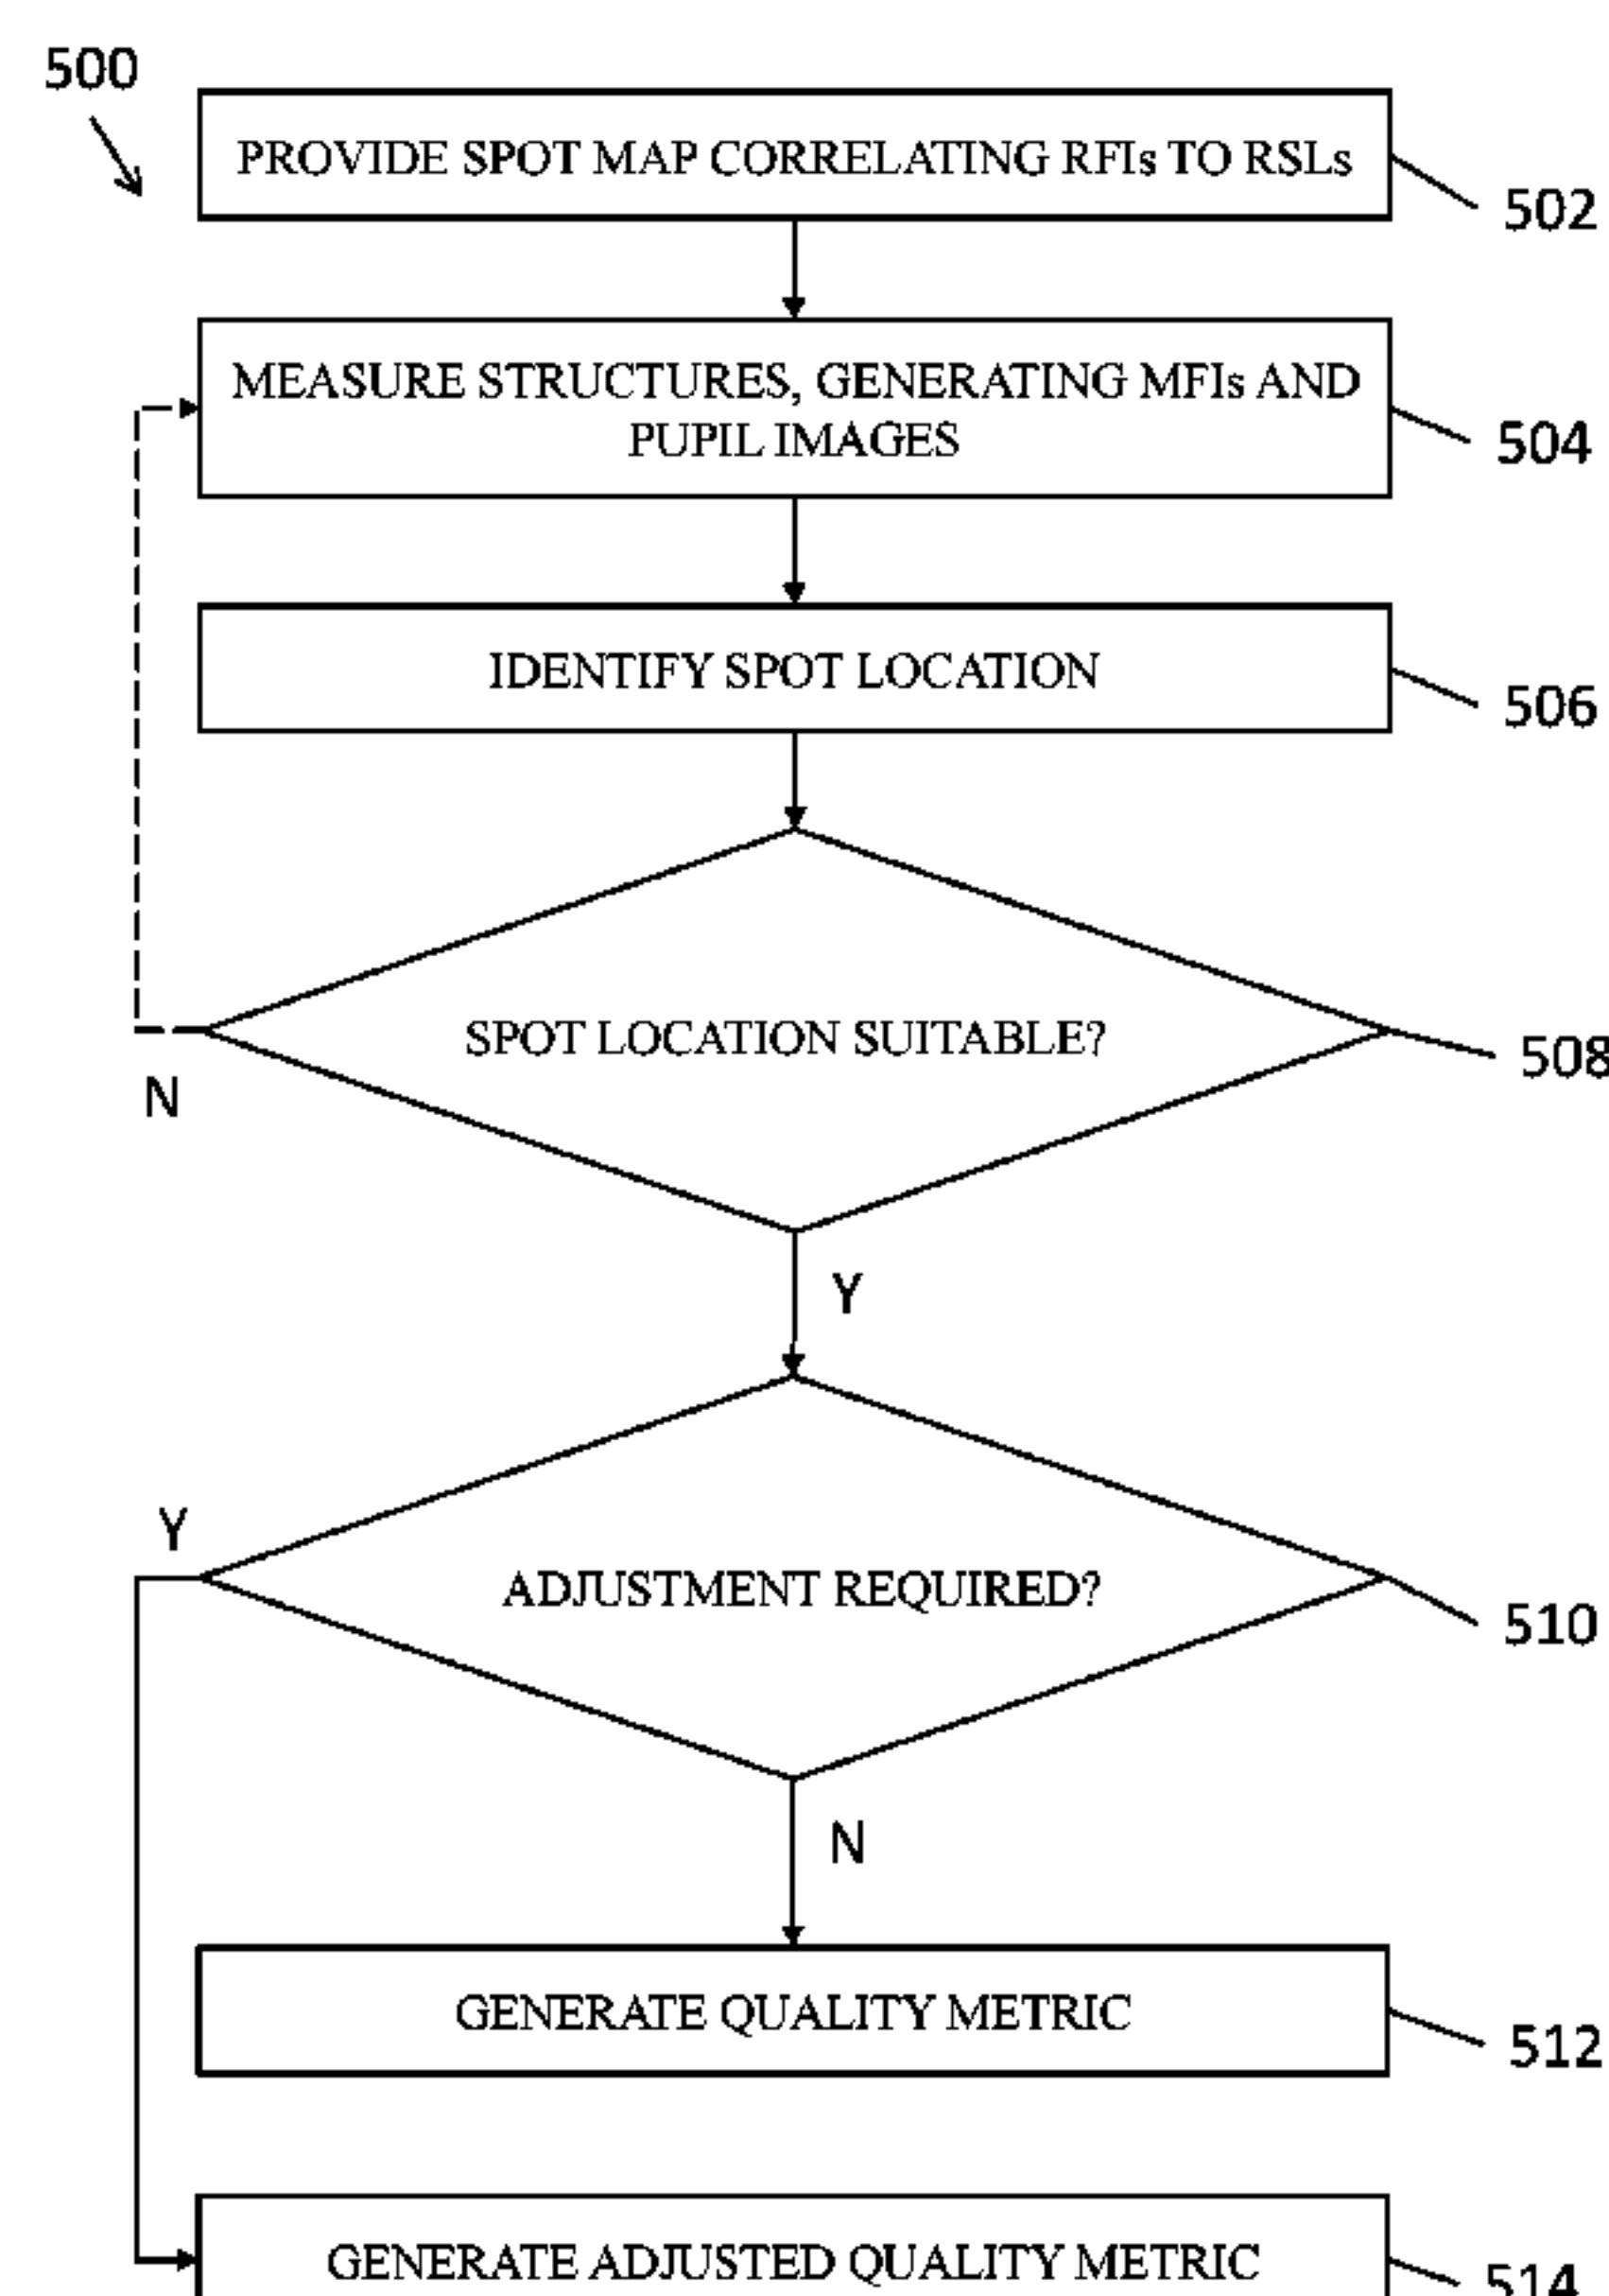 500
PROVIDE SPOT MAP CORRELATING RFIs TO RSLs
502
MEASURE STRUCTURES, GENERATING MFIs AND
PUPIL IMAGES
504
IDENTIFY SPOT LOCATION
506
SPOT LOCATION SUITABLE?
508
N
Y
Y
ADJUSTMENT REQUIRED?
510
N
GENERATE QUALITY METRIC
512
GENERATE ADJUSTED QUALITY METRIC
514